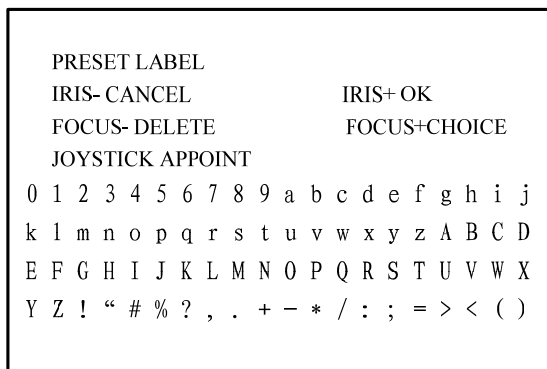 PRESET LABEL
IRIS- CANCEL IRIS+ OK
FOCUS- DELETE FOCUS+CHOICE
JOYSTICK APPOINT
0 1 2 3 4 5 6 7 8 9 a b c d e f g h i j
k l m n o p q r s t u v w x y z A B C D
E F G H I J K L M N O P Q R S T U V W X
Y Z ! “ # % ? , . + − * / : ; = > < ( )